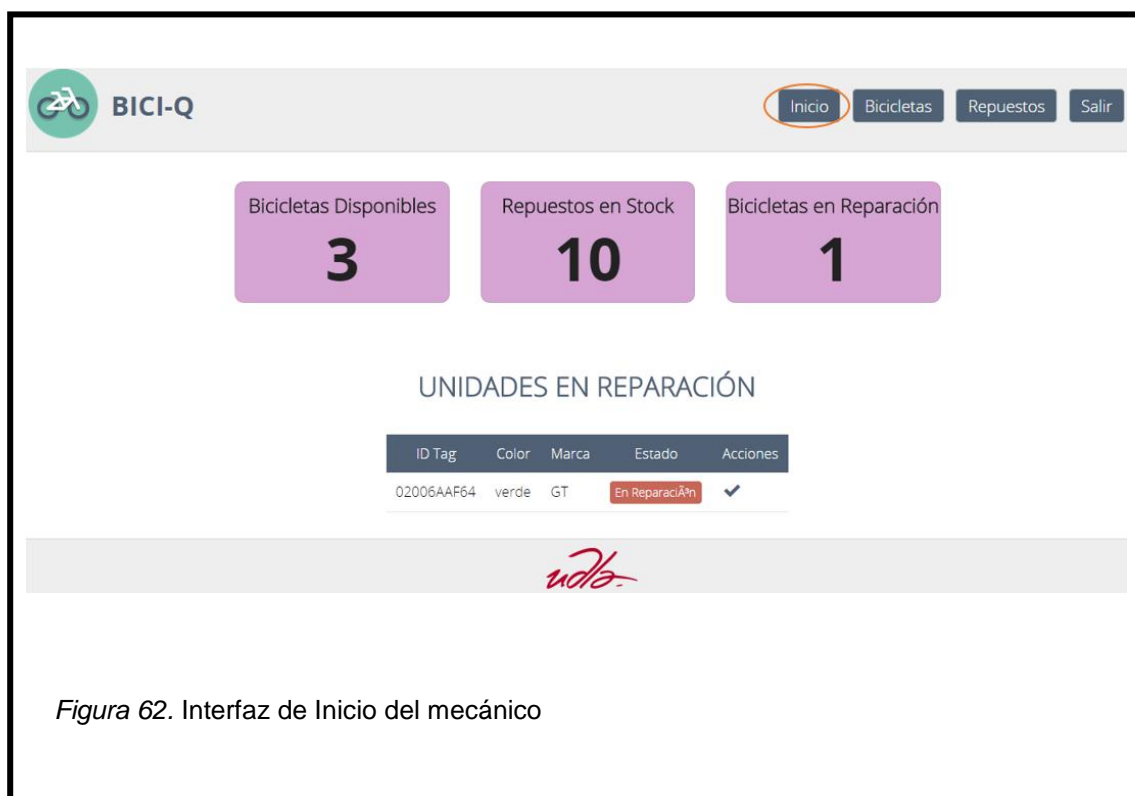 BICI-Q
Inicio Bicicletas Repuestos Salir
Bicicletas Disponibles Repuestos en Stock Bicicletas en Reparación
3 10 1
UNIDADES EN REPARACIÓN
ID Tag Color Marca Estado Acciones
02006AAF64 verde GT En ReparaciÃ³n
udla-
Figura 62. Interfaz de Inicio del mecánico